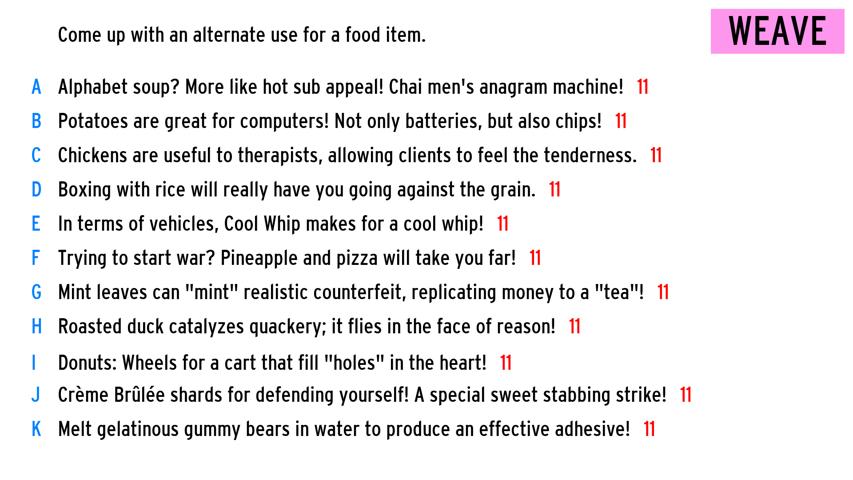 Come up with an alternate use for a food item.
WEAVE
A Alphabet soup? More like hot sub appeal! Chai men's anagram machine! 11
B Potatoes are great for computers! Not only batteries, but also chips! 11
C Chickens are useful to therapists, allowing clients to feel the tenderness. 11
D Boxing with rice will really have you going against the grain. 11
E In terms of vehicles, Cool Whip makes for a cool whip! 11
F Trying to start war? Pineapple and pizza will take you far! 11
G Mint leaves can "mint" realistic counterfeit, replicating money to a "tea"! 11
H Roasted duck catalyzes quackery; it flies in the face of reason! 11
I Donuts: Wheels for a cart that fill "holes" in the heart! 11
J Crème Brûlée shards for defending yourself! A special sweet stabbing strike! 11
K Melt gelatinous gummy bears in water to produce an effective adhesive! 11